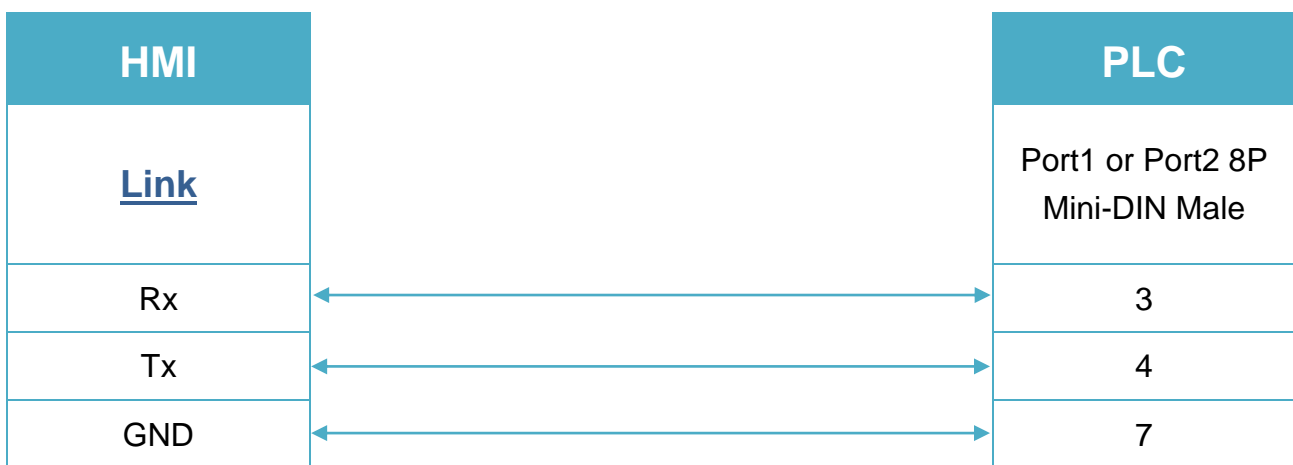 HMI
PLC
Link
Port1 or Port2 8P
Mini-DIN Male
Rx
3
Tx
4
GND
7